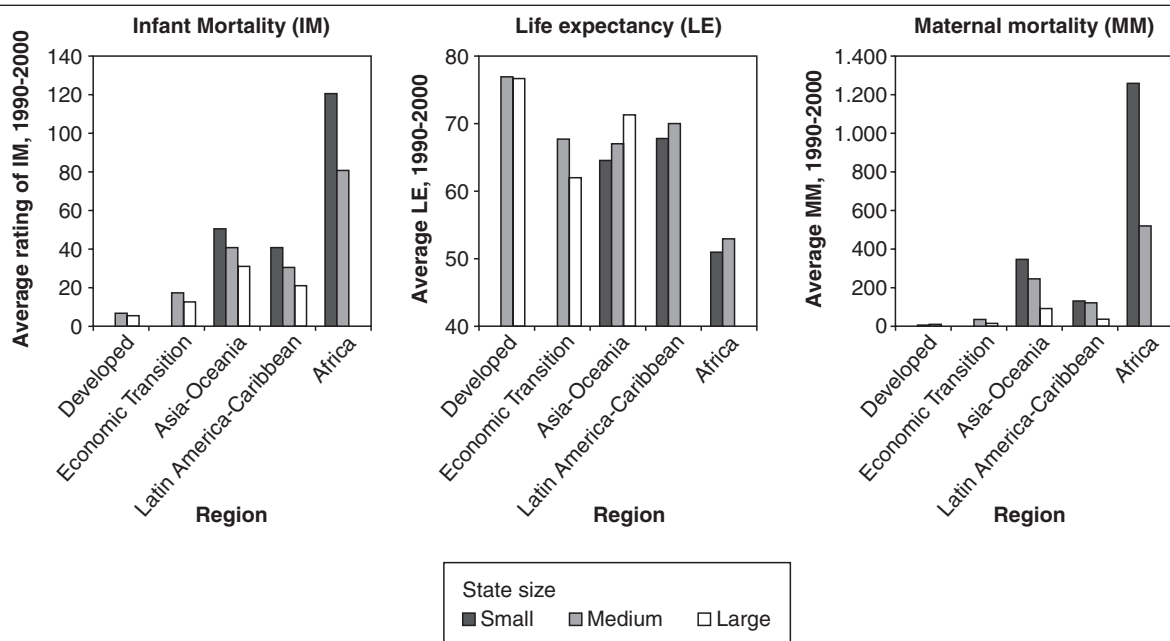 Infant Mortality (IM)
Average rating of IM, 1990-2000
140
120
100
80
60
40
20
0
Developed
Economic Transition
Asia-Oceania
Latin America-Caribbean
Africa
Region
Life expectancy (LE)
Average LE, 1990-2000
80
70
60
50
40
Developed
Economic Transition
Asia-Oceania
Latin America-Caribbean
Africa
Region
Maternal mortality (MM)
Average MM, 1990-2000
1.400
1.200
1.000
800
600
400
200
0
Developed
Economic Transition
Asia-Oceania
Latin America-Caribbean
Africa
Region
State size
Small Medium Large